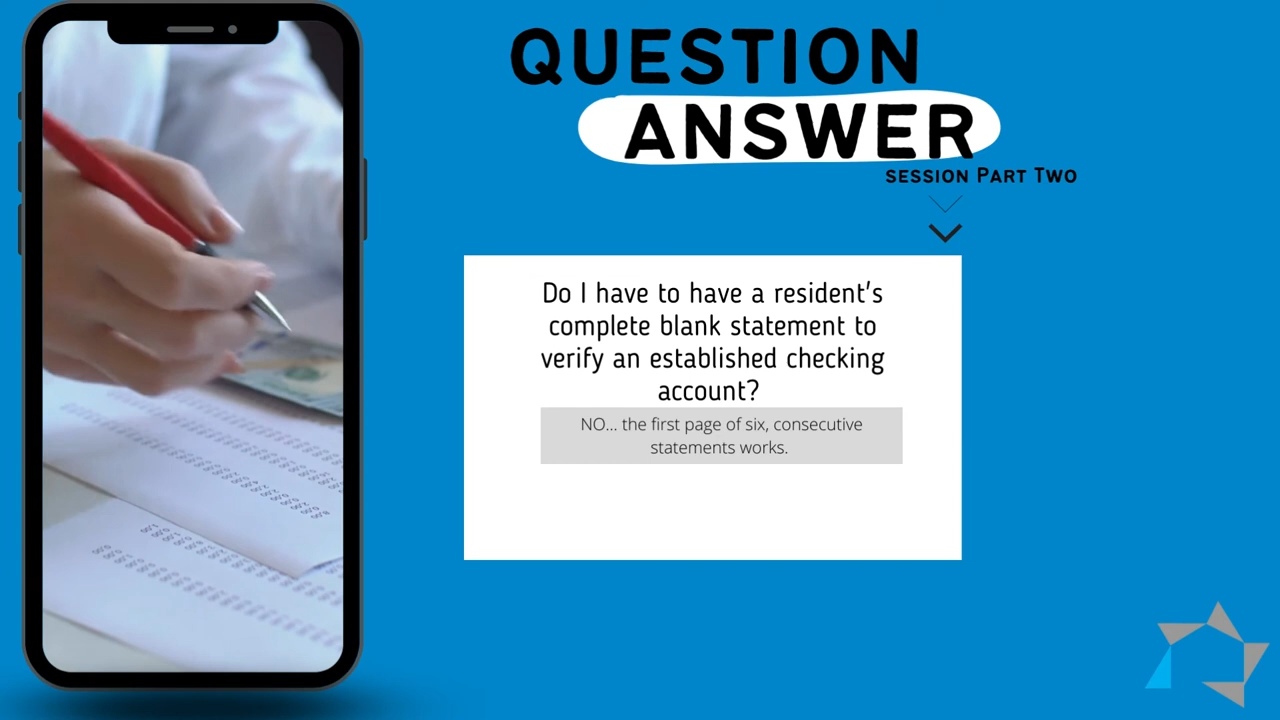 QUESTION
ANSWER
SESSION PART TWO
Do I have to have a resident's
complete blank statement to
verify an established checking
account?
NO... the first page of six, consecutive
statements works.